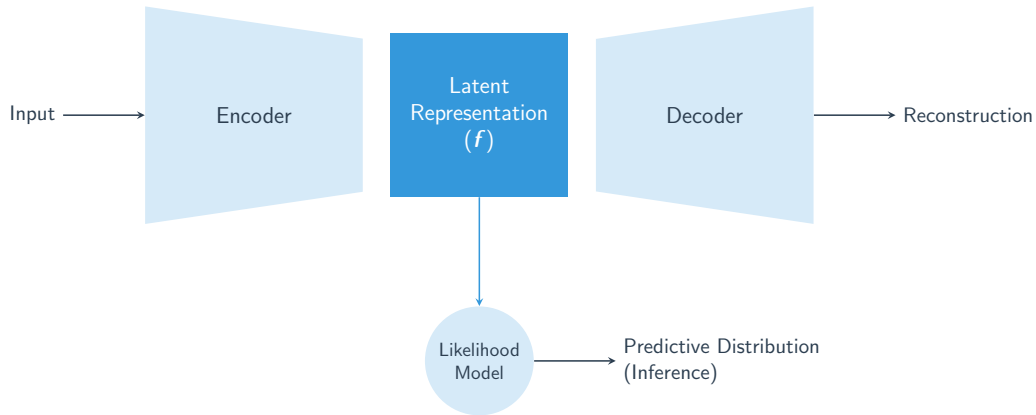 Input
Encoder
Latent
Representation
(f)
Decoder
Reconstruction
Likelihood
Model
Predictive Distribution
(Inference)